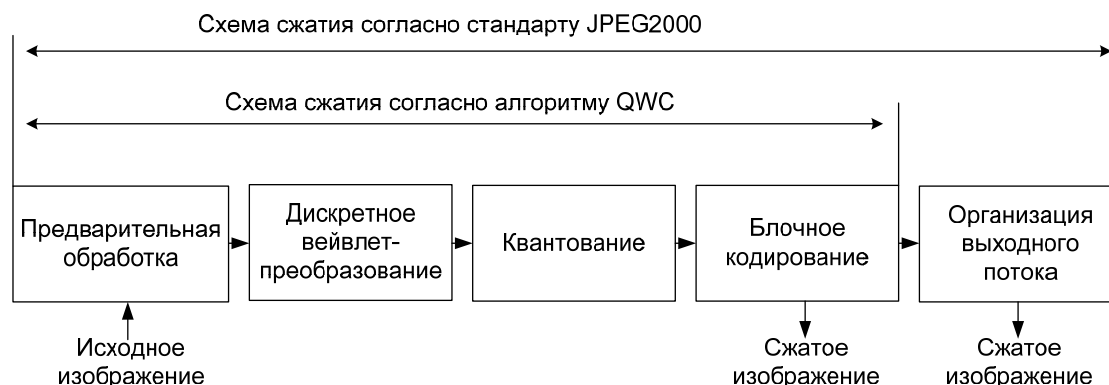 Схема сжатия согласно стандарту JPEG2000
Схема сжатия согласно алгоритму QWC
Предварительная
обработка
Дискретное
вейвлет-
преобразование
Квантование
Блочное
кодирование
Организация
выходного
потока
Исходное
изображение
Сжатое
изображение
Сжатое
изображение